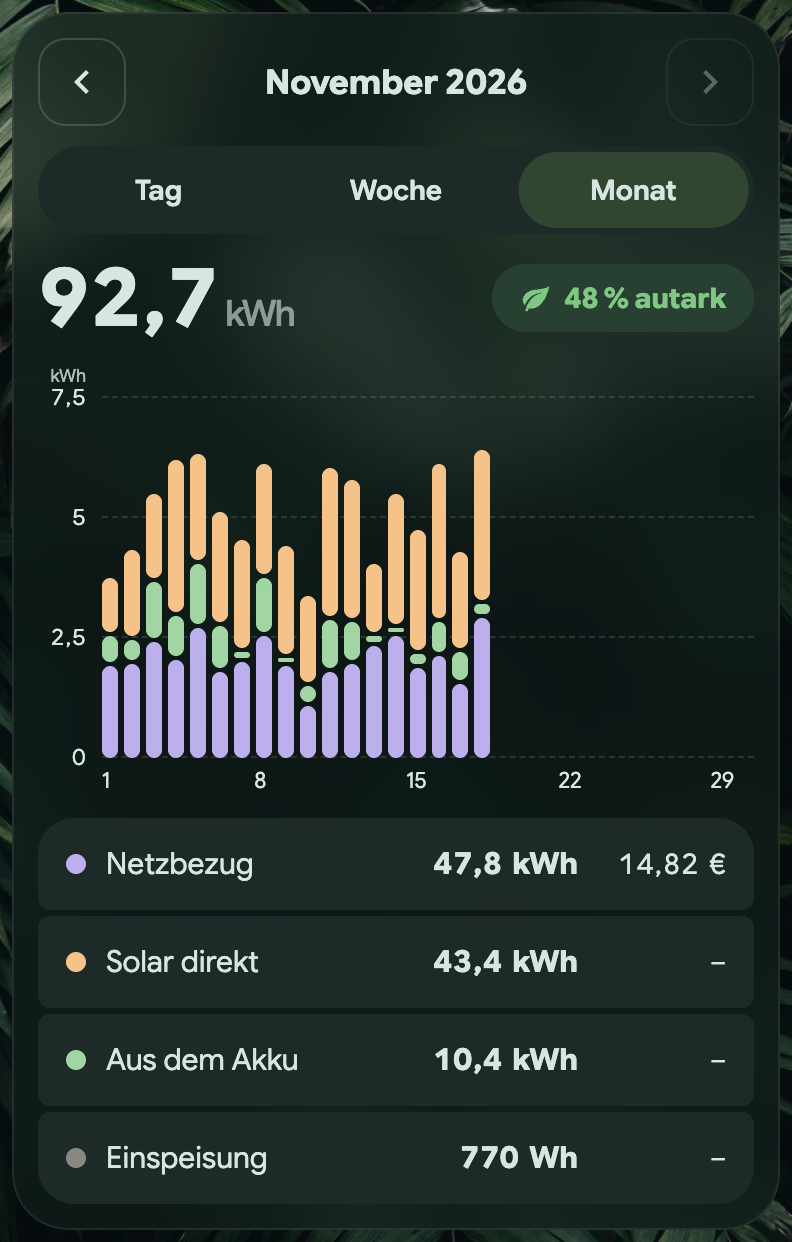 November 2026
Tag Woche Monat
92,7 kWh 48 % autark
kWh
7,5
5
2,5
0
1 8 15 22 29
Netzbezug 47,8 kWh 14,82 €
Solar direkt 43,4 kWh –
Aus dem Akku 10,4 kWh –
Einspeisung 770 Wh –